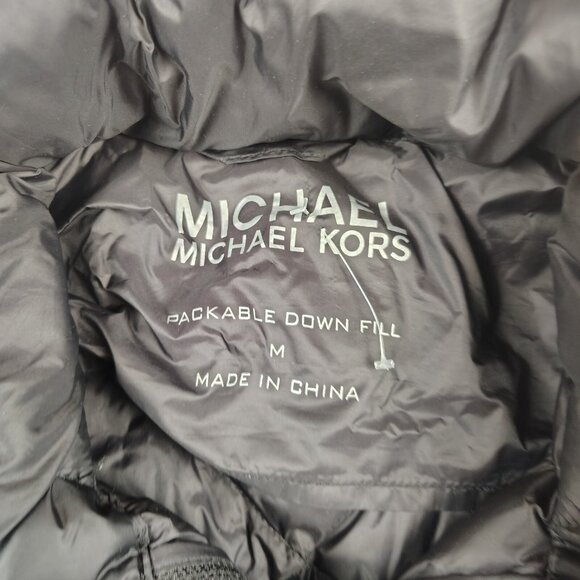 MICHAEL
MICHAEL KORS
PACKABLE DOWN FILL
M
MADE IN CHINA